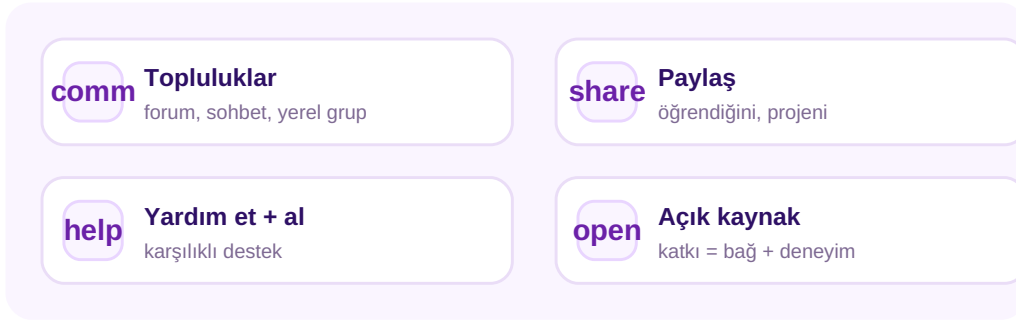 comm
Topluluklar
forum, sohbet, yerel grup
share
Paylaş
öğrendiğini, projeni
help
Yardım et + al
karşılıklı destek
open
Açık kaynak
katkı = bağ + deneyim